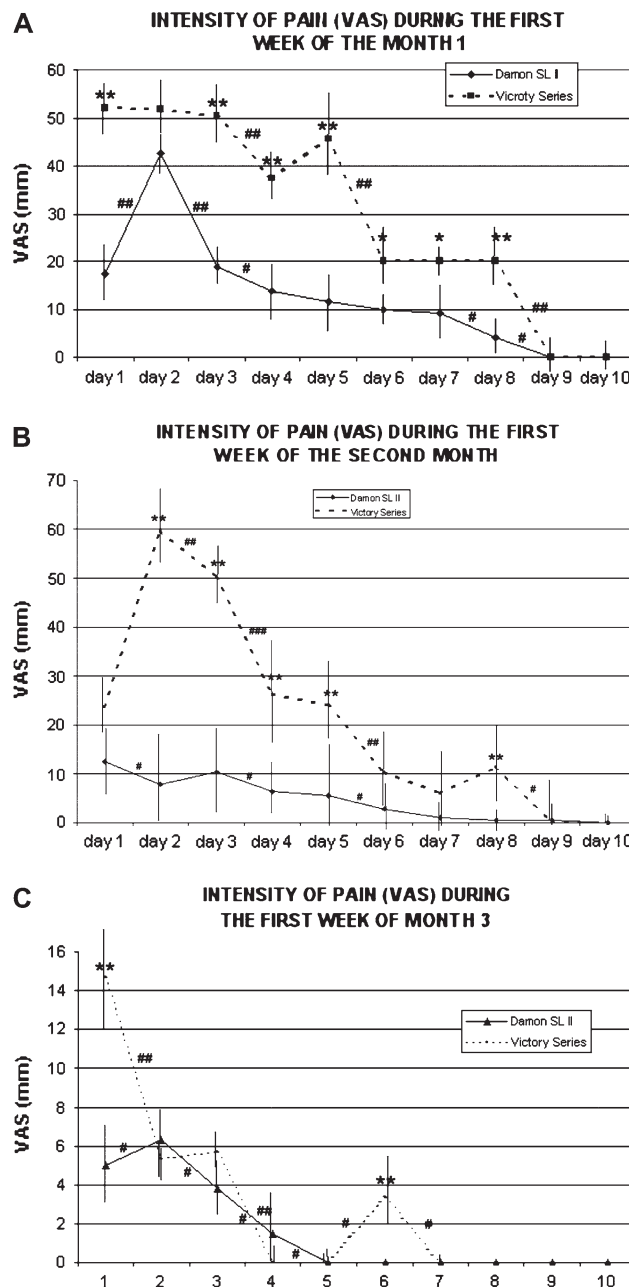 A
INTENSITY OF PAIN (VAS) DURING THE FIRST
WEEK OF THE MONTH 1
VAS (mm)
60
50
40
30
20
10
0
Damon SL II
Vicroty Series
** ** ** ** * * **
## ## ## # ## # # ##
day 1 day 2 day 3 day 4 day 5 day 6 day 7 day 8 day 9 day 10
B
INTENSITY OF PAIN (VAS) DURING THE FIRST
WEEK OF THE SECOND MONTH
VAS (mm)
70
60
50
40
30
20
10
0
Damon SL II
Victory Series
** ** ** ** **
## ### ## #
# # #
day 1 day 2 day 3 day 4 day 5 day 6 day 7 day 8 day 9 day 10
C
INTENSITY OF PAIN (VAS) DURING
THE FIRST WEEK OF MONTH 3
VAS (mm)
16
14
12
10
8
6
4
2
0
Damon SL II
Victory Series
** **
## # # # ## # # #
1 2 3 4 5 6 7 8 9 10